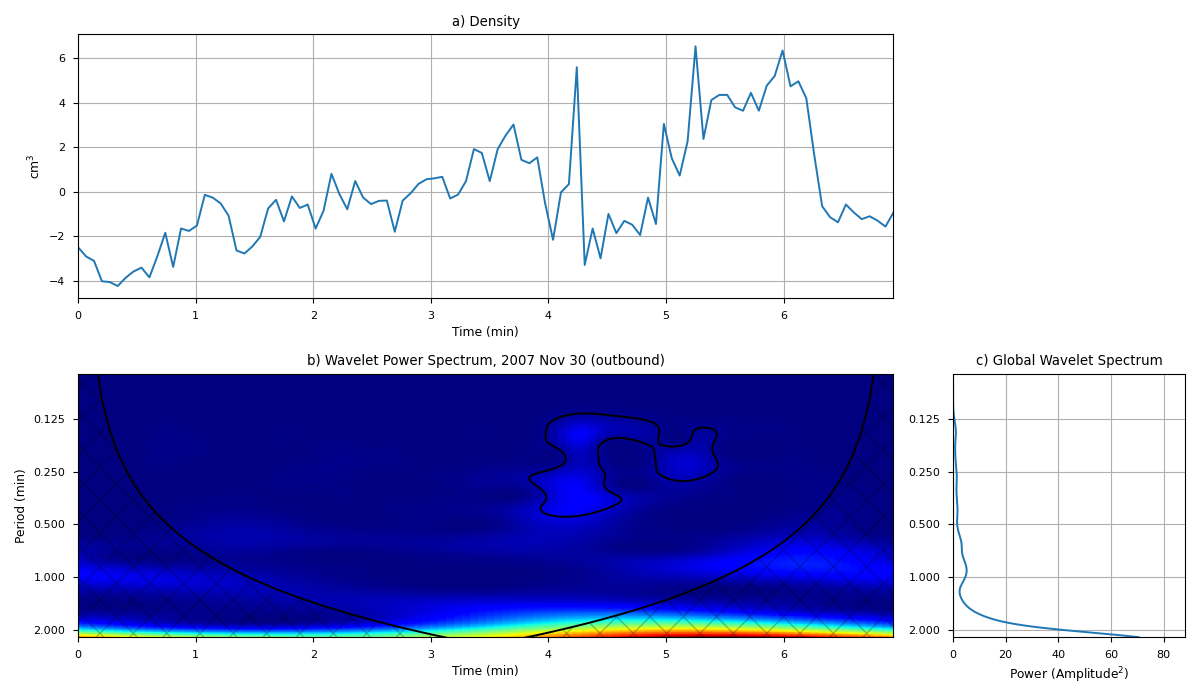 a) Density
6
4
2
0
−2
−4
cm³
0 1 2 3 4 5 6
Time (min)
b) Wavelet Power Spectrum, 2007 Nov 30 (outbound)
0.125
0.250
0.500
1.000
2.000
Period (min)
0 1 2 3 4 5 6
Time (min)
c) Global Wavelet Spectrum
0.125
0.250
0.500
1.000
2.000
0 20 40 60 80
Power (Amplitude²)